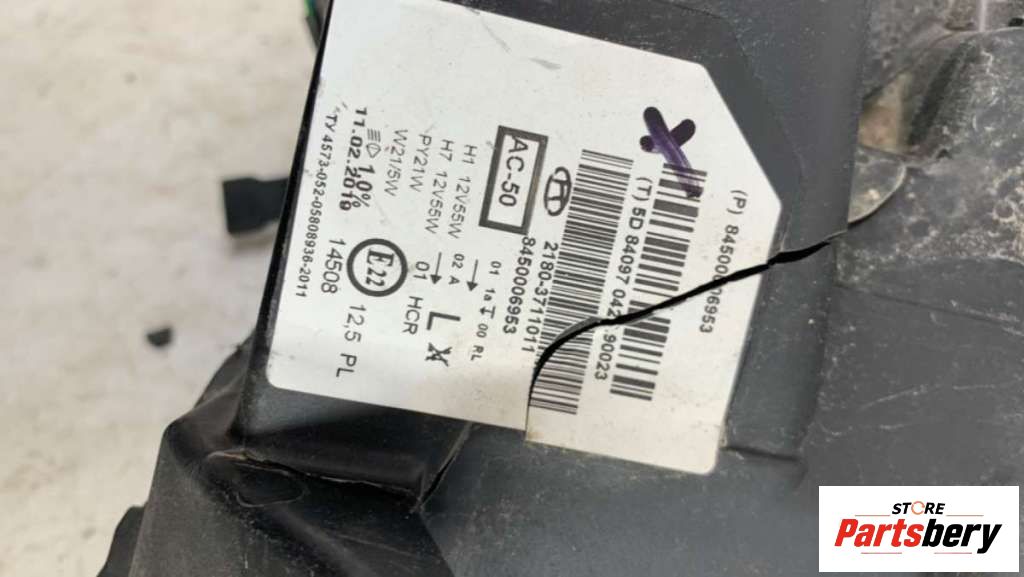 (P) 8450006953
(T) 5D 84097 042 90023
2180-3711011
8450006953
AC-50
01 1a 00 RL
H1 12V55W 02 A → L
H7 12V55W → 01 HCR
PY21W
W21/5W
E22 12,5 PL
1,0% 14508
11.02.2016
TY 4573-052-05808936-2011
STORE
Partsbery